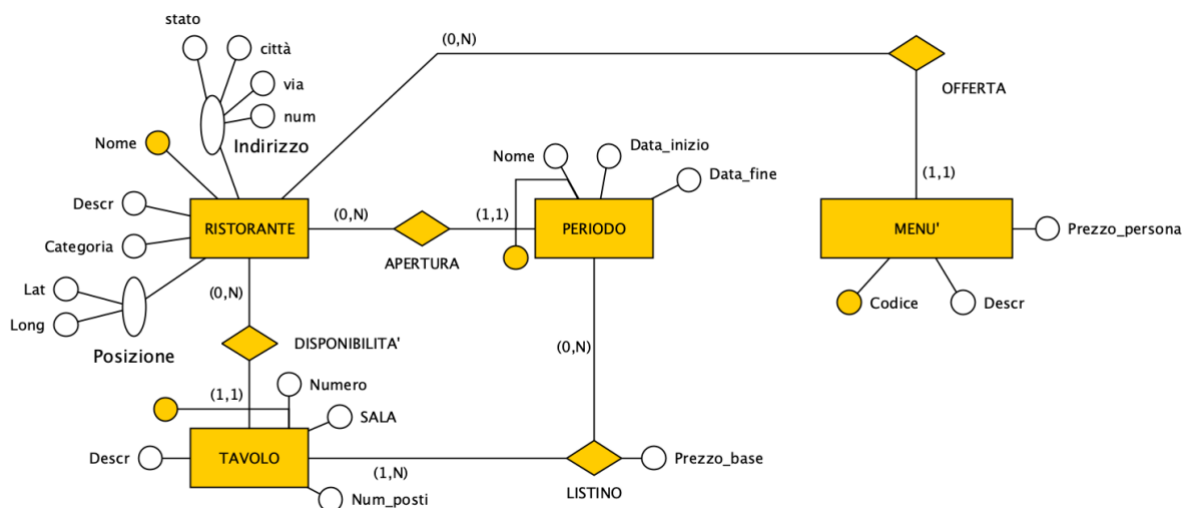 stato
città
via
num
Indirizzo
Nome
Descr
Categoria
RISTORANTE
Lat
Long
Posizione
(0,N)
(0,N)
(1,1)
APERTURA
Nome
Data_inizio
Data_fine
PERIODO
(0,N)
OFFERTA
(1,1)
MENU'
Prezzo_persona
Codice
Descr
(0,N)
DISPONIBILITA'
(1,1)
Numero
SALA
Descr
TAVOLO
Num_posti
(1,N)
(0,N)
Prezzo_base
LISTINO